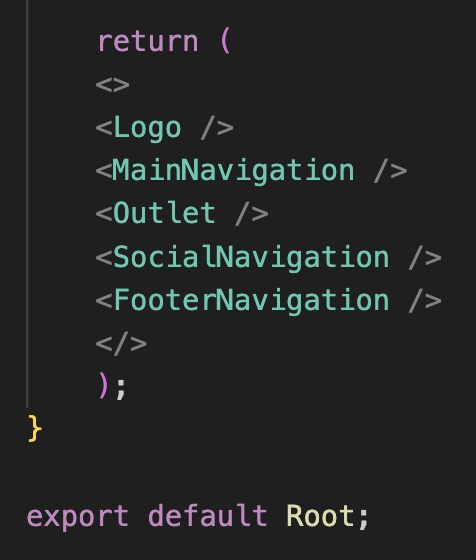 return (
<>
<Logo />
<MainNavigation />
<Outlet />
<SocialNavigation />
<FooterNavigation />
</>
);
}
export default Root;